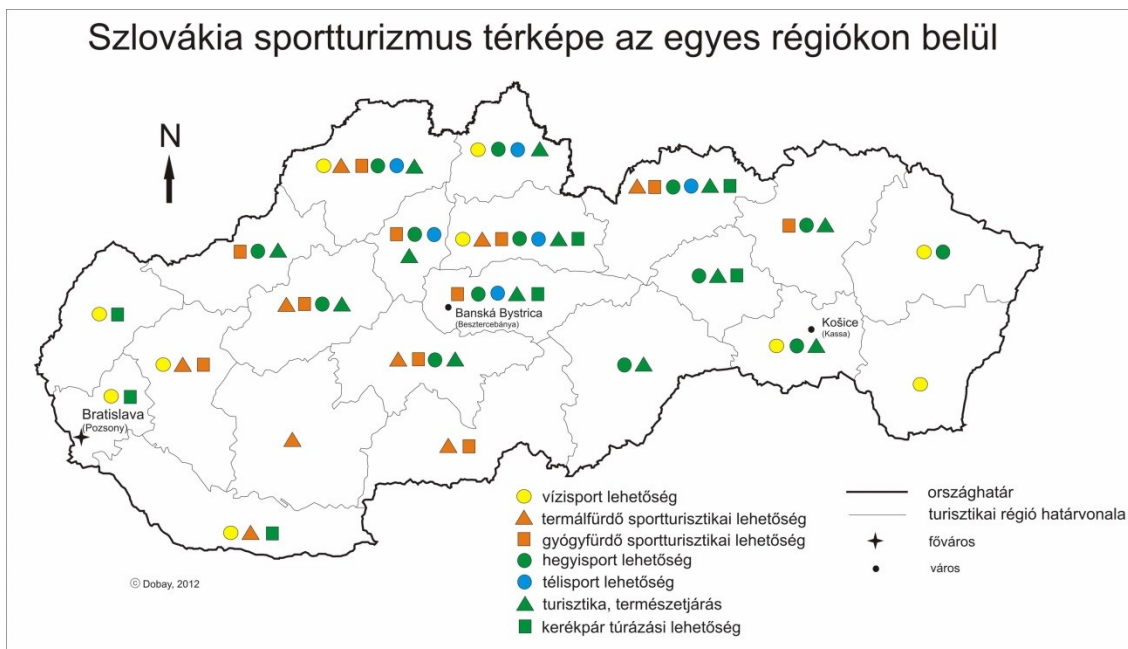 Szlovákia sportturizmus térképe az egyes régiókon belül
N
Banská Bystrica
(Besztercebánya)
Košice
(Kassa)
Bratislava
(Pozsony)
vízisport lehetőség
termálfürdő sportturisztikai lehetőség
gyógyfürdő sportturisztikai lehetőség
hegyisport lehetőség
télisport lehetőség
turisztika, természetjárás
kerékpár túrázási lehetőség
országhatár
turisztikai régió határvonala
főváros
város
© Dobay, 2012